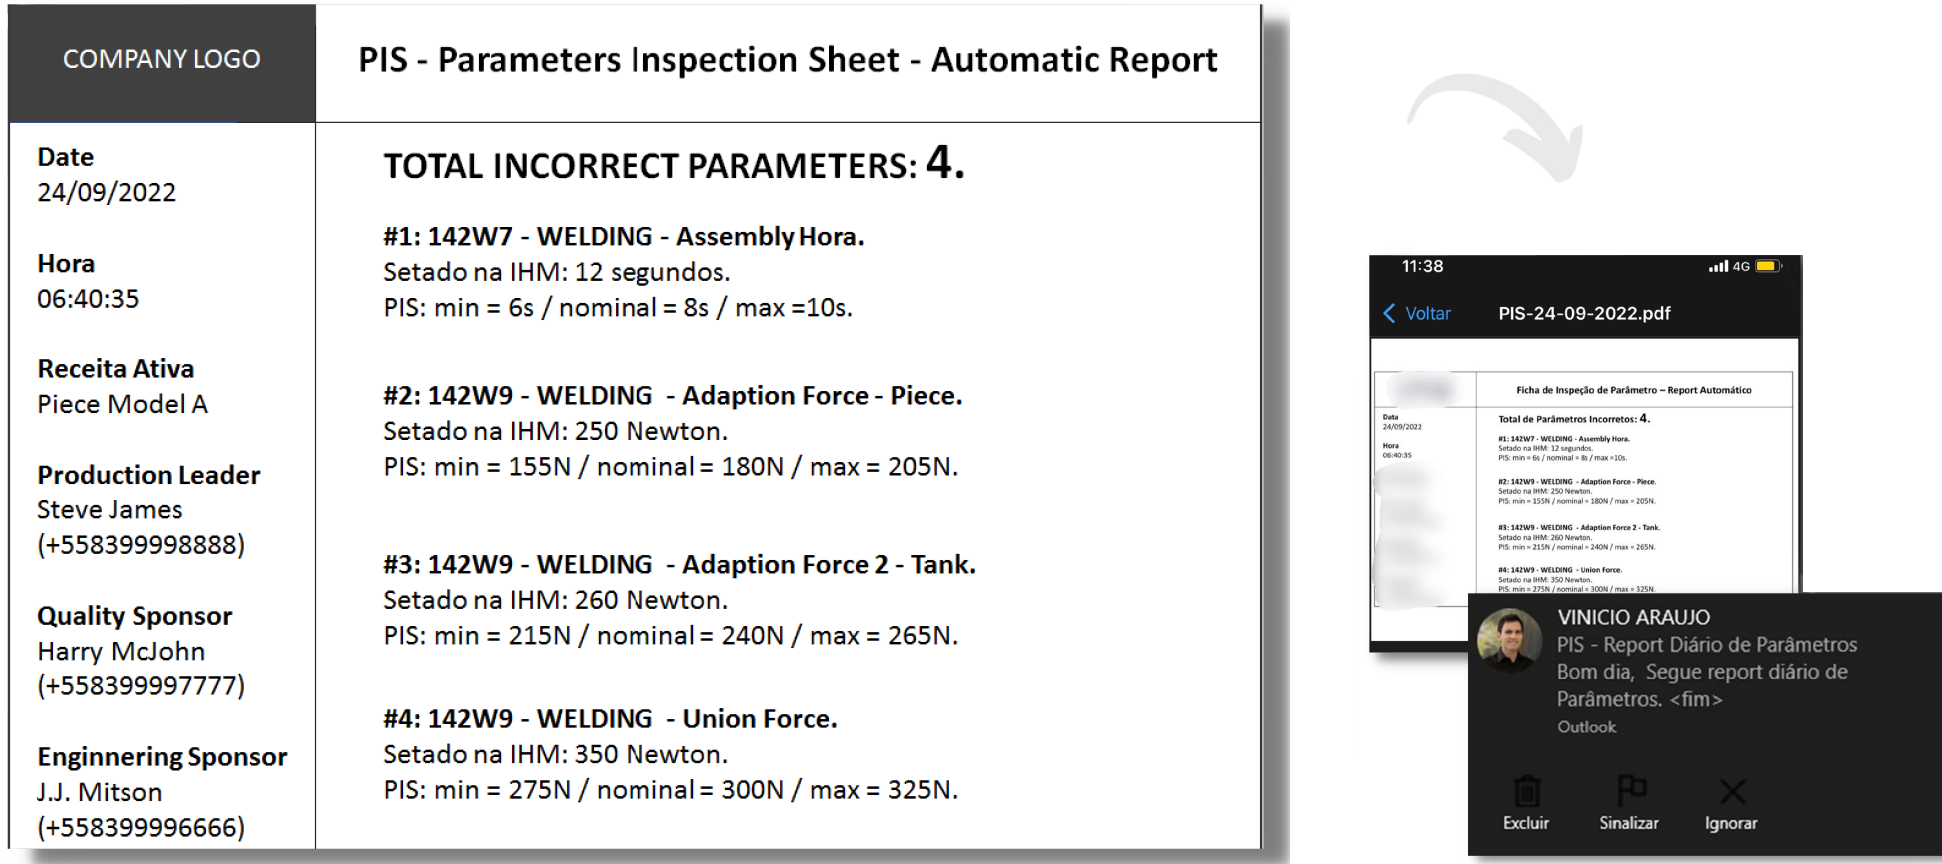 COMPANY LOGO
PIS - Parameters Inspection Sheet - Automatic Report
Date
24/09/2022
Hora
06:40:35
Receita Ativa
Piece Model A
Production Leader
Steve James
(+558399998888)
Quality Sponsor
Harry McJohn
(+558399997777)
Enginnering Sponsor
J.J. Mitson
(+558399996666)
TOTAL INCORRECT PARAMETERS: 4.
#1: 142W7 - WELDING - Assembly Hora.
Setado na IHM: 12 segundos.
PIS: min = 6s / nominal = 8s / max =10s.
#2: 142W9 - WELDING - Adaption Force - Piece.
Setado na IHM: 250 Newton.
PIS: min = 155N / nominal = 180N / max = 205N.
#3: 142W9 - WELDING - Adaption Force 2 - Tank.
Setado na IHM: 260 Newton.
PIS: min = 215N / nominal = 240N / max = 265N.
#4: 142W9 - WELDING - Union Force.
Setado na IHM: 350 Newton.
PIS: min = 275N / nominal = 300N / max = 325N.
11:38
4G
Voltar
PIS-24-09-2022.pdf
Ficha de Inspeção de Parâmetro – Report Automático
Data
24/09/2022
Hora
06:40:35
Total de Parâmetros Incorretos: 4.
#1: 142W7 - WELDING - Assembly Hora.
Setado na IHM: 12 segundos.
PIS: min = 6s / nominal = 8s / max =10s.
#2: 142W9 - WELDING - Adaption Force - Piece.
Setado na IHM: 250 Newton.
PIS: min = 155N / nominal = 180N / max = 205N.
#3: 142W9 - WELDING - Adaption Force 2 - Tank.
Setado na IHM: 260 Newton.
PIS: min = 215N / nominal = 240N / max = 265N.
#4: 142W9 - WELDING - Union Force.
Setado na IHM: 350 Newton.
PIS: min = 275N / nominal = 300N / max = 325N.
VINICIO ARAUJO
PIS - Report Diário de Parâmetros
Bom dia, Segue report diário de
Parâmetros. <fim>
Outlook
Excluir
Sinalizar
Ignorar